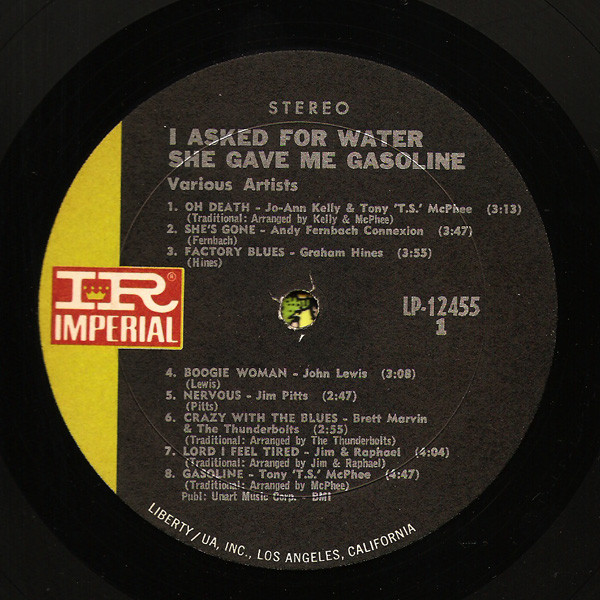 STEREO
I ASKED FOR WATER
SHE GAVE ME GASOLINE
Various Artists
1. OH DEATH - Jo-Ann Kelly & Tony 'T.S.' McPhee (3:13)
(Traditional: Arranged by Kelly & McPhee)
2. SHE'S GONE - Andy Fernbach Connexion (3:47)
(Fernbach)
3. FACTORY BLUES - Graham Hines (3:55)
(Hines)
IR®
IMPERIAL
LP-12455
1
4. BOOGIE WOMAN - John Lewis (3:08)
(Lewis)
5. NERVOUS - Jim Pitts (2:47)
(Pitts)
6. CRAZY WITH THE BLUES - Brett Marvin
& The Thunderbolts (2:55)
(Traditional: Arranged by The Thunderbolts)
7. LORD I FEEL TIRED - Jim & Raphael (4:04)
(Traditional: Arranged by Jim & Raphael)
8. GASOLINE - Tony 'T.S.' McPhee (4:47)
(Traditional: Arranged by McPhee)
Publ: Unart Music Corp. - BMI
LIBERTY/UA, INC., LOS ANGELES, CALIFORNIA